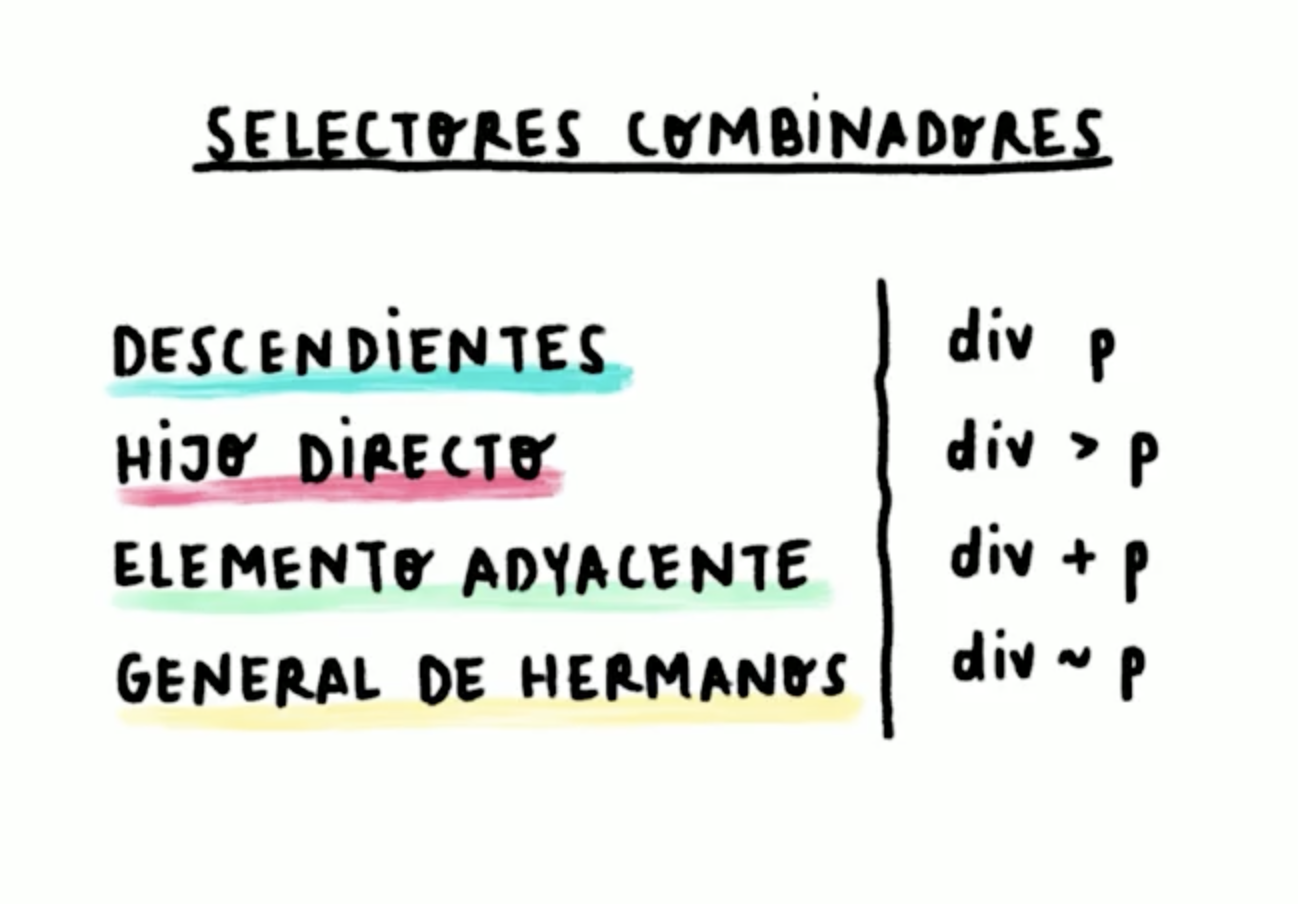 SELECTORES COMBINADORES
DESCENDIENTES div p
HIJO DIRECTO div > p
ELEMENTO ADYACENTE div + p
GENERAL DE HERMANOS div ~ p